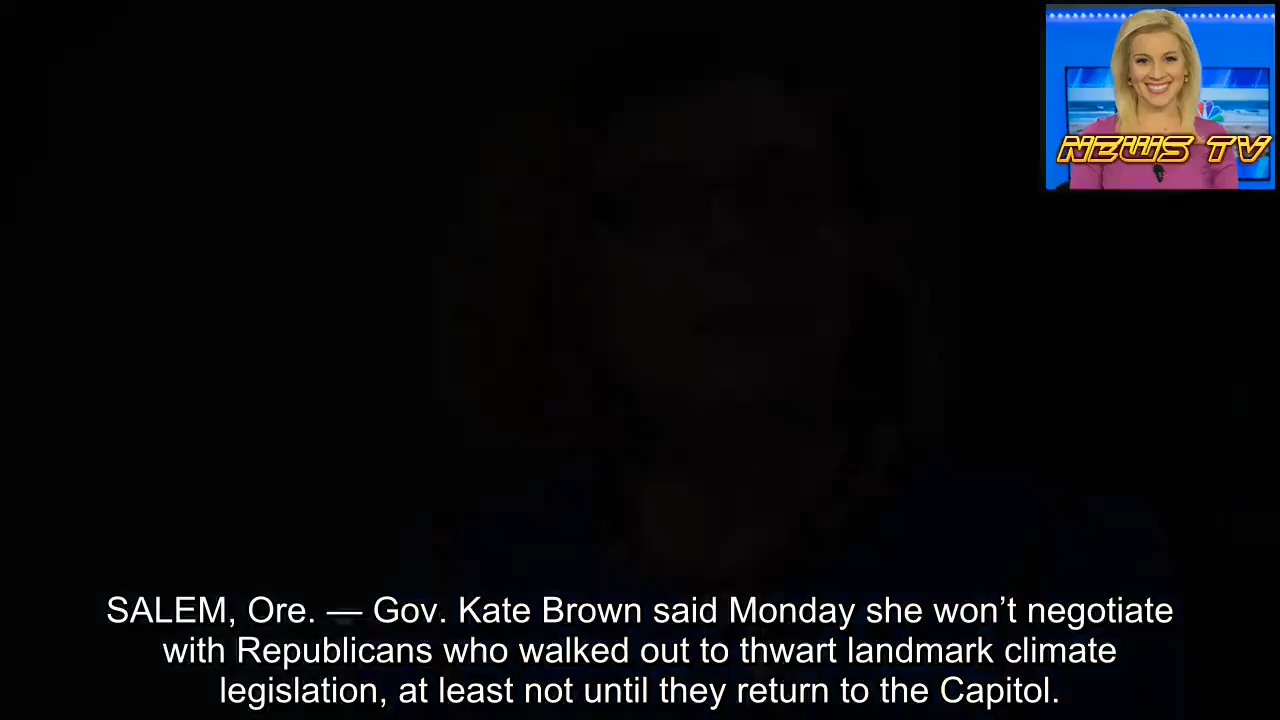 NEWS TV
SALEM, Ore. — Gov. Kate Brown said Monday she won’t negotiate
with Republicans who walked out to thwart landmark climate
legislation, at least not until they return to the Capitol.